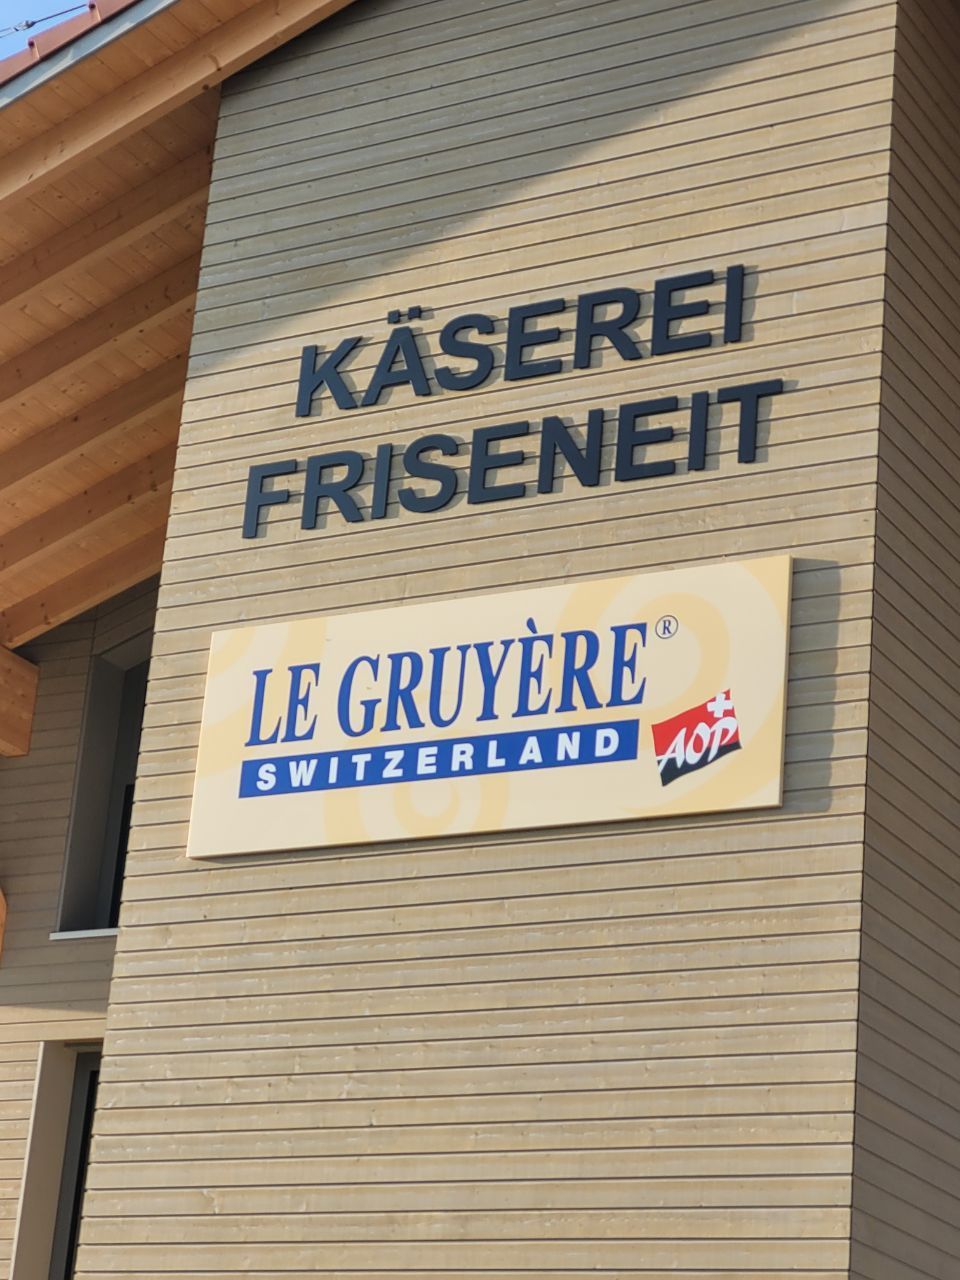 KÄSEREI
FRISENEIT
LE GRUYÈRE®
SWITZERLAND
AOP